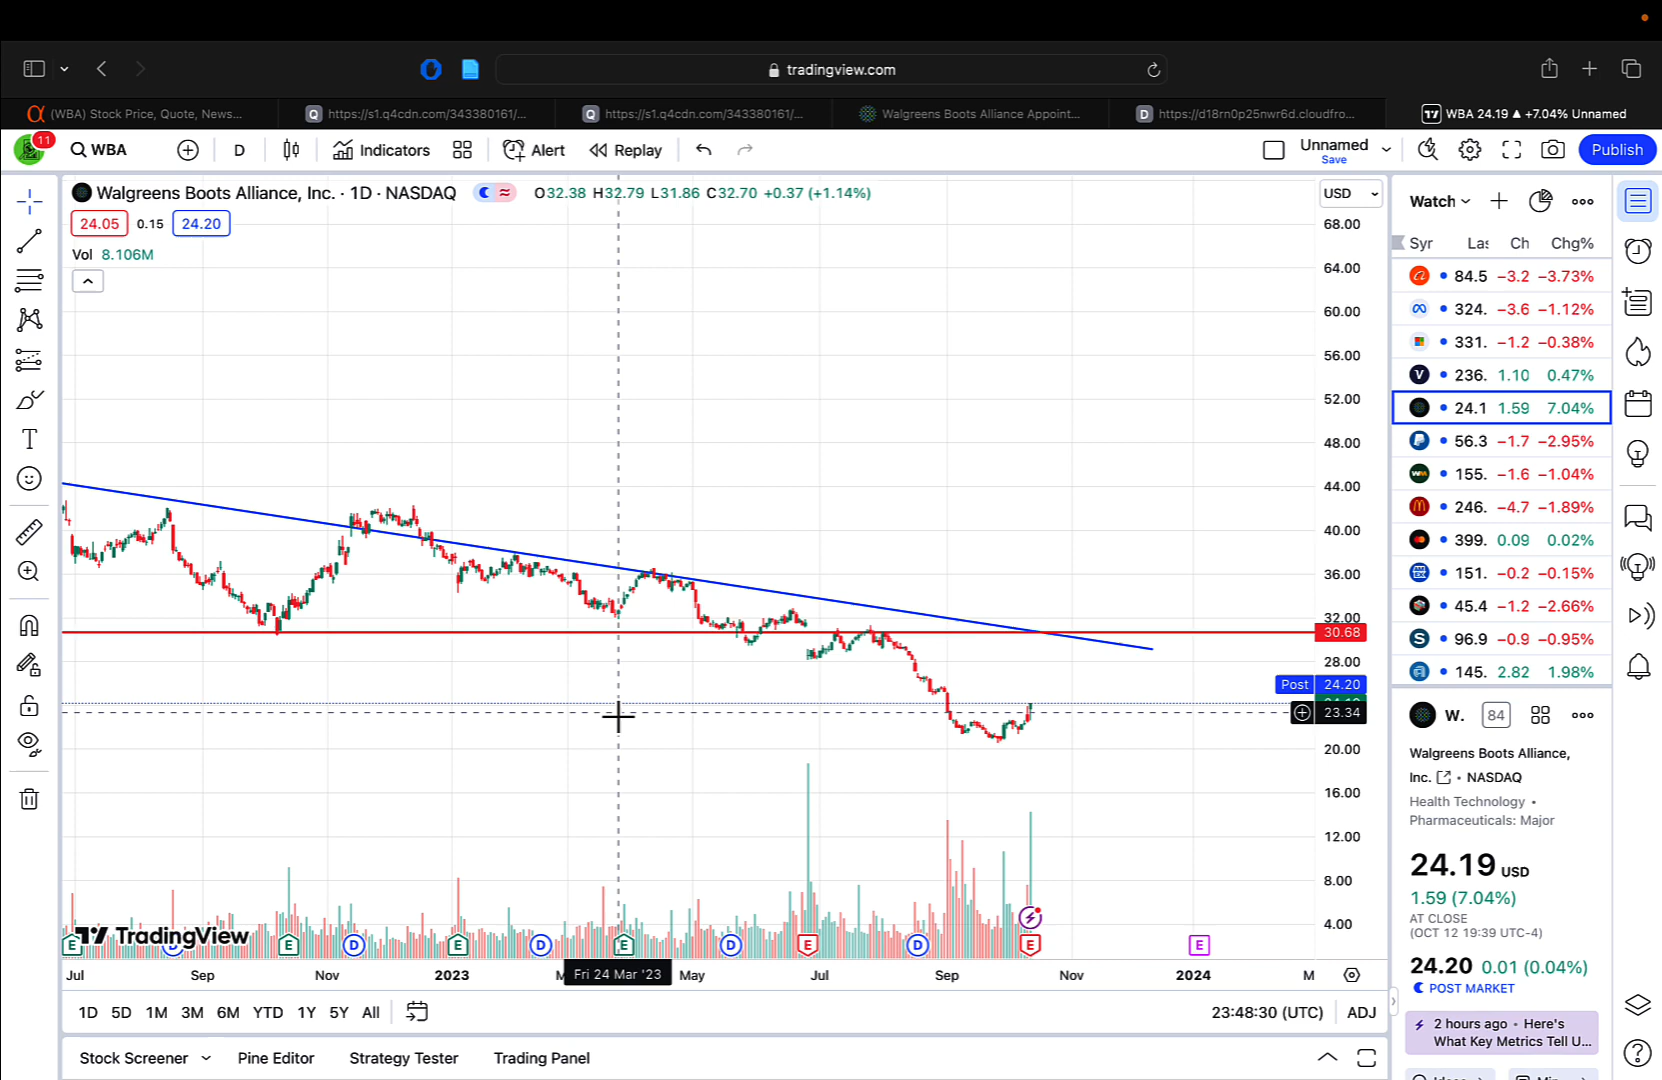 tradingview.com
(WBA) Stock Price, Quote, News...
Q https://s1.q4cdn.com/343380161/...
Q https://s1.q4cdn.com/343380161/...
Walgreens Boots Alliance Appoint...
D https://d18rn0p25nwr6d.cloudfro...
WBA 24.19 ▲ +7.04% Unnamed
11
WBA
D
Indicators
Alert
Replay
Unnamed
Save
Publish
Walgreens Boots Alliance, Inc. · 1D · NASDAQ
O32.38 H32.79 L31.86 C32.70 +0.37 (+1.14%)
24.05 0.15 24.20
Vol 8.106M
USD
68.00
64.00
60.00
56.00
52.00
48.00
44.00
40.00
36.00
32.00
30.68
28.00
Post 24.20
23.34
20.00
16.00
12.00
8.00
4.00
TradingView
E D E D E D E D E D E E
Jul Sep Nov 2023 Fri 24 Mar '23 May Jul Sep Nov 2024 M
1D 5D 1M 3M 6M YTD 1Y 5Y All
23:48:30 (UTC) ADJ
Stock Screener Pine Editor Strategy Tester Trading Panel
Watch
Syr Las Ch Chg%
84.5 −3.2 −3.73%
324. −3.6 −1.12%
331. −1.2 −0.38%
V 236. 1.10 0.47%
24.1 1.59 7.04%
56.3 −1.7 −2.95%
155. −1.6 −1.04%
246. −4.7 −1.89%
399. 0.09 0.02%
151. −0.2 −0.15%
45.4 −1.2 −2.66%
S 96.9 −0.9 −0.95%
145. 2.82 1.98%
W. 84
Walgreens Boots Alliance,
Inc. • NASDAQ
Health Technology •
Pharmaceuticals: Major
24.19 USD
1.59 (7.04%)
AT CLOSE
(OCT 12 19:39 UTC-4)
24.20 0.01 (0.04%)
POST MARKET
2 hours ago • Here's
What Key Metrics Tell U...